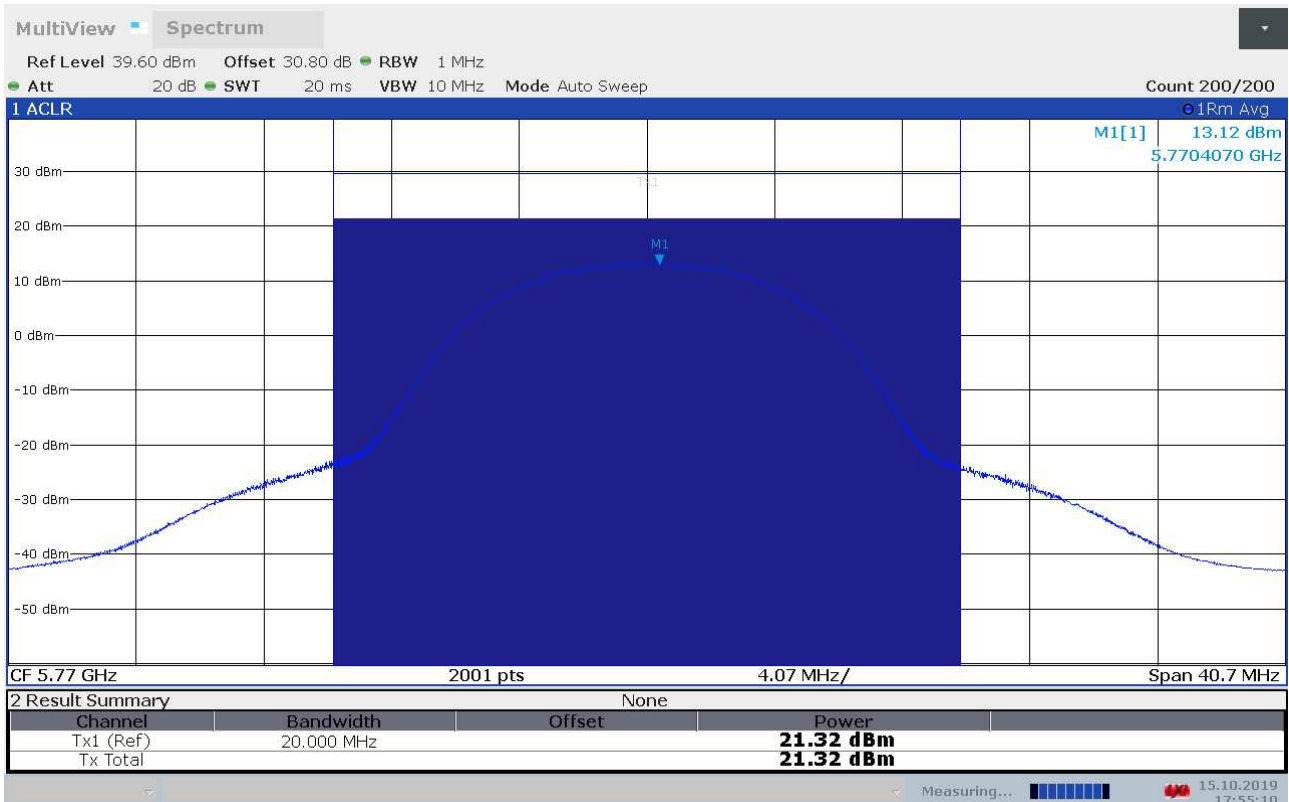 MultiView Spectrum
Ref Level 39.60 dBm Offset 30.80 dB RBW 1 MHz
Att 20 dB SWT 20 ms VBW 10 MHz Mode Auto Sweep Count 200/200
1 ACLR 1Rm Avg
M1[1] 13.12 dBm
5.7704070 GHz
30 dBm
Tx1
20 dBm
M1
10 dBm
0 dBm
-10 dBm
-20 dBm
-30 dBm
-40 dBm
-50 dBm
CF 5.77 GHz 2001 pts 4.07 MHz/ Span 40.7 MHz
2 Result Summary None
Channel Bandwidth Offset Power
Tx1 (Ref) 20.000 MHz 21.32 dBm
Tx Total 21.32 dBm
Measuring... LXI 15.10.2019
17:55:10